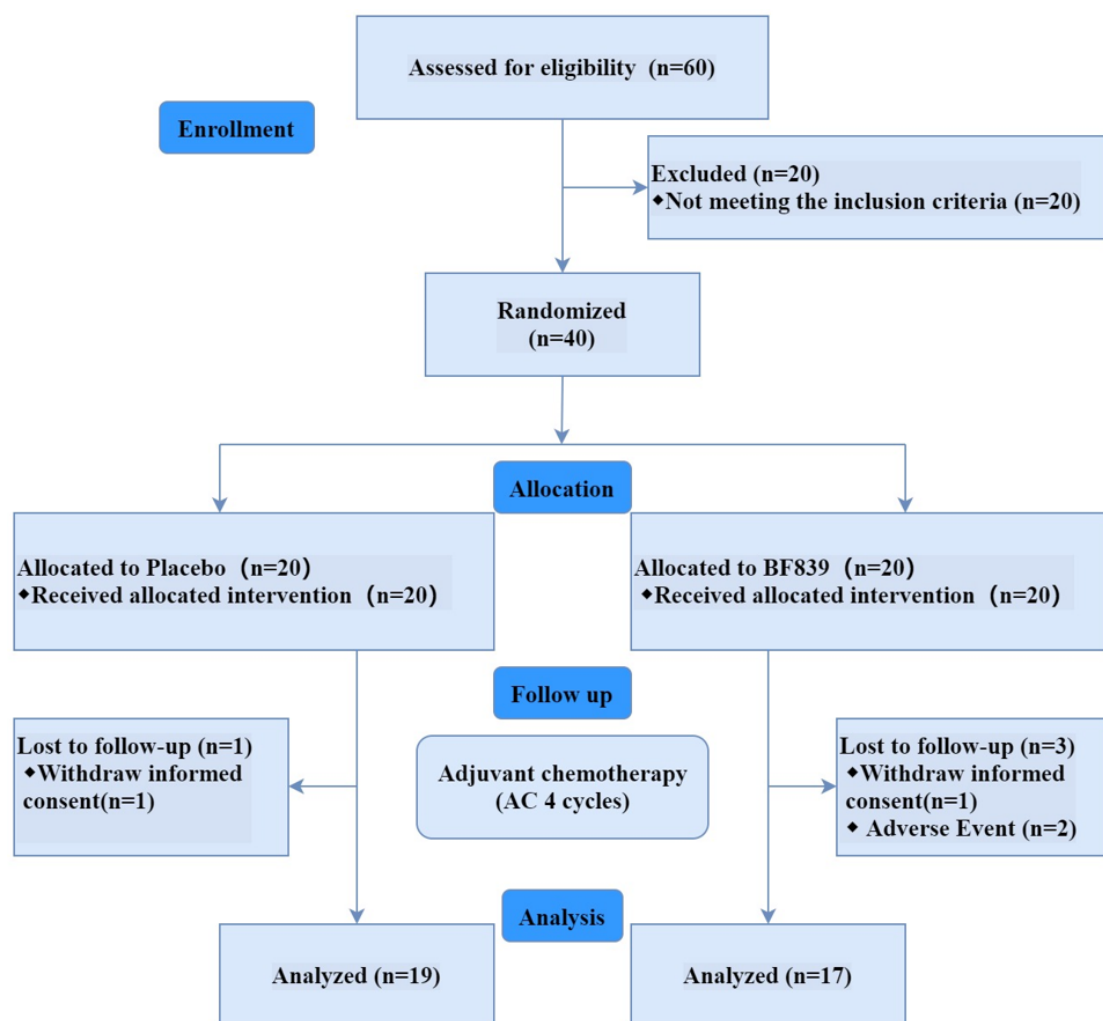 Assessed for eligibility (n=60)
Enrollment
Excluded (n=20)
◆Not meeting the inclusion criteria (n=20)
Randomized
(n=40)
Allocation
Allocated to Placebo（n=20）
◆Received allocated intervention（n=20）
Allocated to BF839（n=20）
◆Received allocated intervention（n=20）
Follow up
Lost to follow-up (n=1)
◆Withdraw informed
consent(n=1)
Adjuvant chemotherapy
(AC 4 cycles)
Lost to follow-up (n=3)
◆Withdraw informed
consent(n=1)
◆ Adverse Event (n=2)
Analysis
Analyzed (n=19)
Analyzed (n=17)